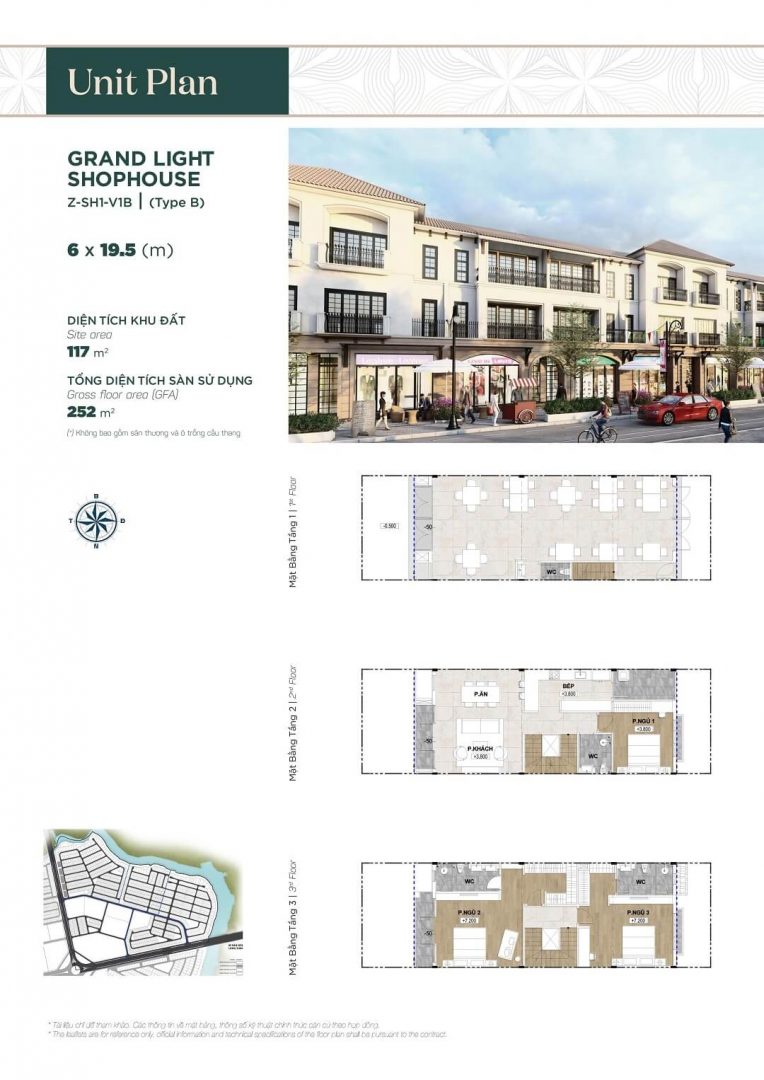 Unit Plan
GRAND LIGHT
SHOPHOUSE
Z-SH1-V1B | (Type B)
6 x 19.5 (m)
DIỆN TÍCH KHU ĐẤT
Site area
117 m²
TỔNG DIỆN TÍCH SÀN SỬ DỤNG
Gross floor area (GFA)
252 m²
(*) Không bao gồm sân thượng và ô trống cầu thang
B
T Đ
N
Mặt Bằng Tầng 1 | 1st Floor
-0.500
-50
WC
Mặt Bằng Tầng 2 | 2nd Floor
P.ĂN
BẾP
+3.800
P.NGỦ 1
+3.800
-50
P.KHÁCH
+3.800
WC
Mặt Bằng Tầng 3 | 3rd Floor
WC
WC
P.NGỦ 2
+7.200
P.NGỦ 3
+7.200
-50
* Tài liệu chỉ để tham khảo. Các thông tin về mặt bằng, thông số kỹ thuật chính thức căn cứ theo hợp đồng.
* The leaflets are for reference only, official information and technical specifications of the floor plan shall be pursuant to the contract.